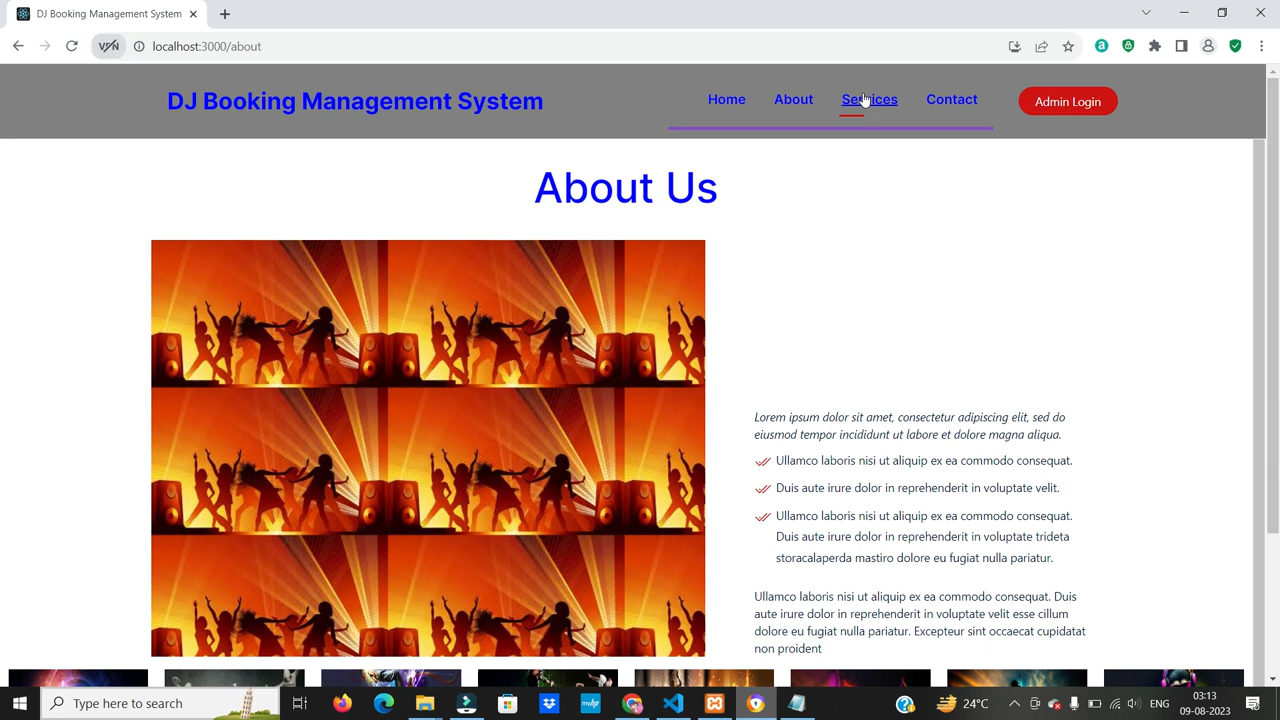 DJ Booking Management System
VPN
localhost:3000/about
DJ Booking Management System
Home
About
Services
Contact
Admin Login
About Us
Lorem ipsum dolor sit amet, consectetur adipiscing elit, sed do
eiusmod tempor incididunt ut labore et dolore magna aliqua.
Ullamco laboris nisi ut aliquip ex ea commodo consequat.
Duis aute irure dolor in reprehenderit in voluptate velit.
Ullamco laboris nisi ut aliquip ex ea commodo consequat.
Duis aute irure dolor in reprehenderit in voluptate trideta
storacalaperda mastiro dolore eu fugiat nulla pariatur.
Ullamco laboris nisi ut aliquip ex ea commodo consequat. Duis
aute irure dolor in reprehenderit in voluptate velit esse cillum
dolore eu fugiat nulla pariatur. Excepteur sint occaecat cupidatat
non proident
Type here to search
24°C
ENG
03:13
09-08-2023